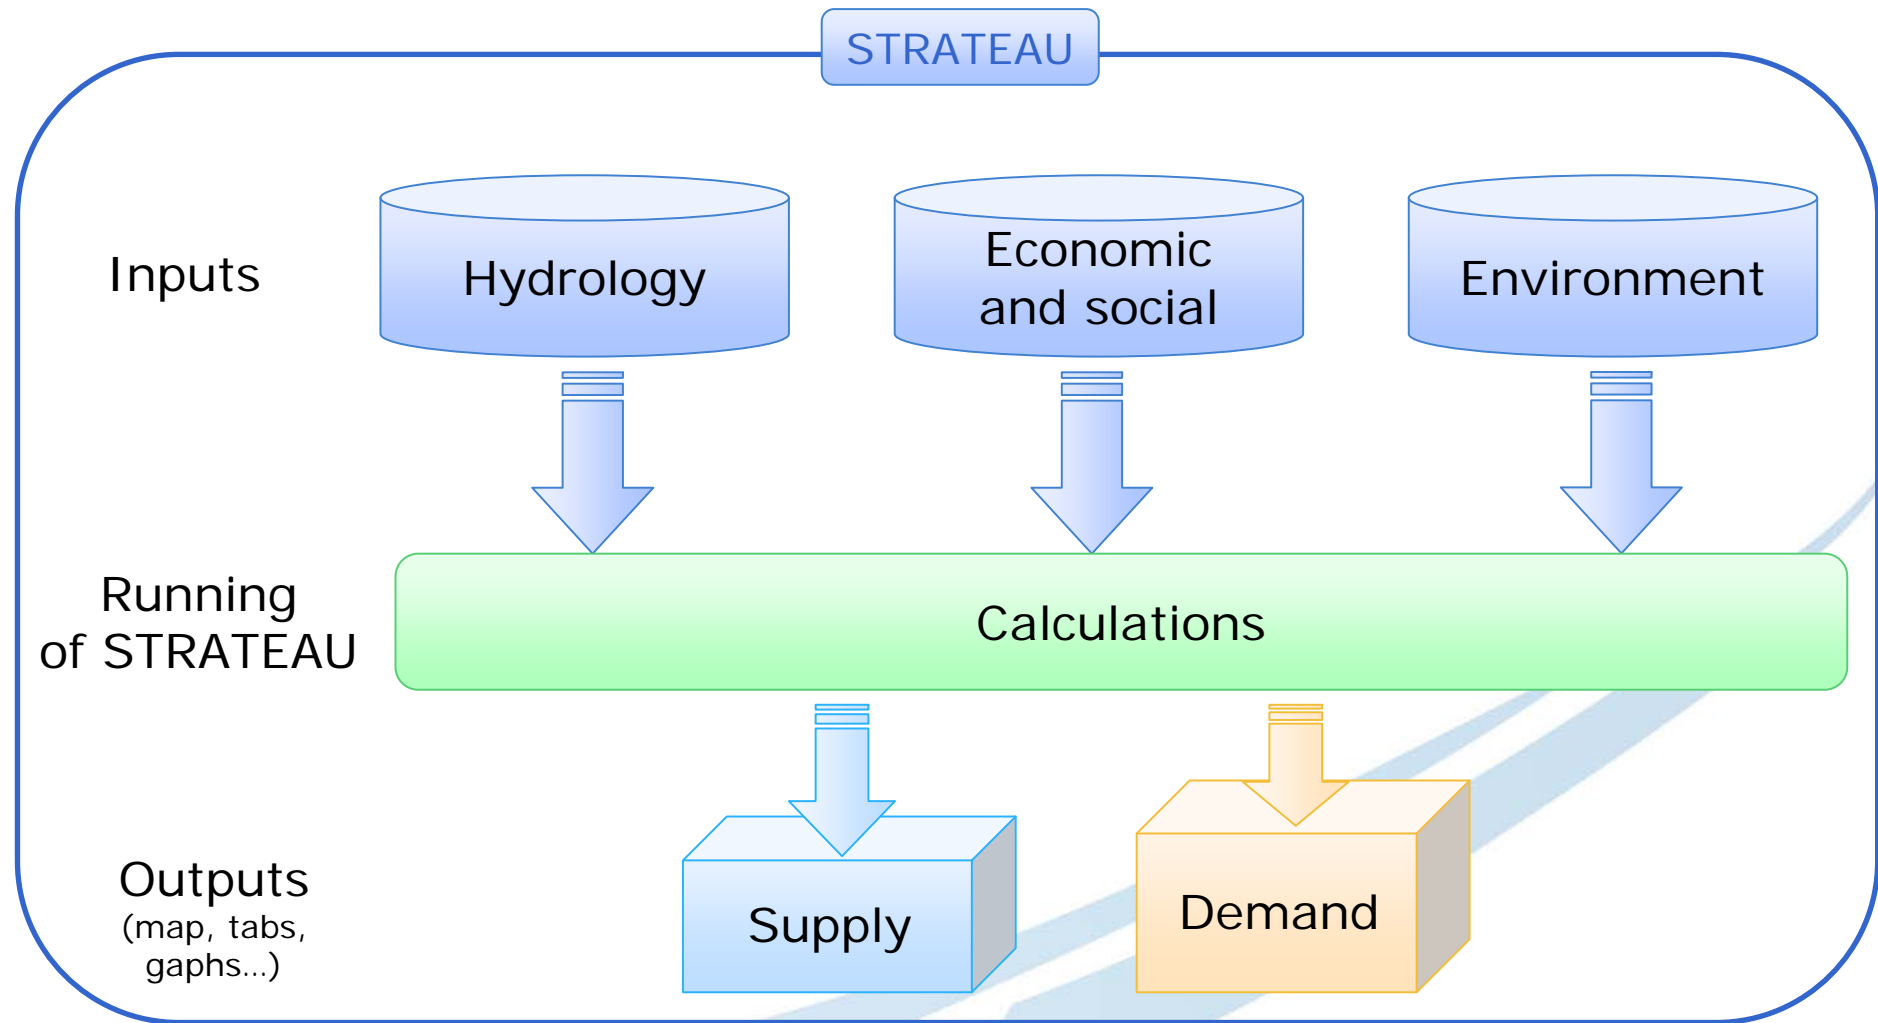 STRATEAU
Inputs
Hydrology
Economic
and social
Environment
Running
of STRATEAU
Calculations
Outputs
(map, tabs,
gaphs...)
Supply
Demand